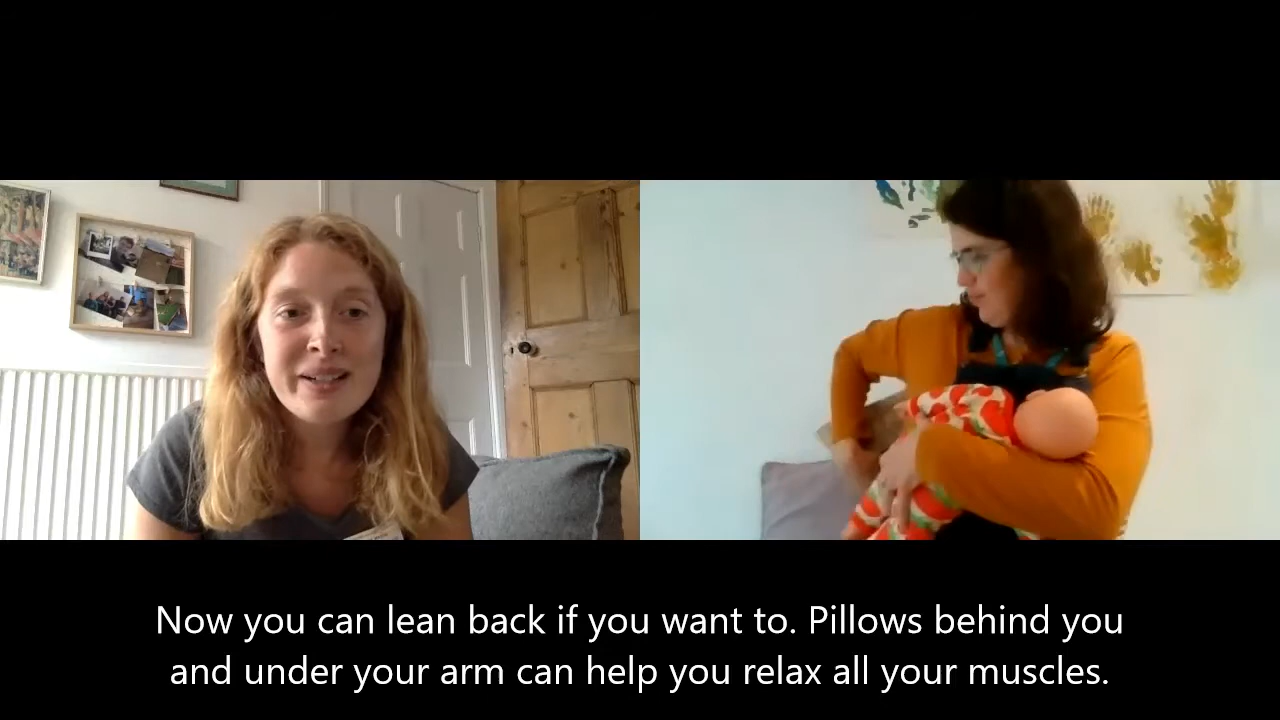 Now you can lean back if you want to. Pillows behind you
and under your arm can help you relax all your muscles.